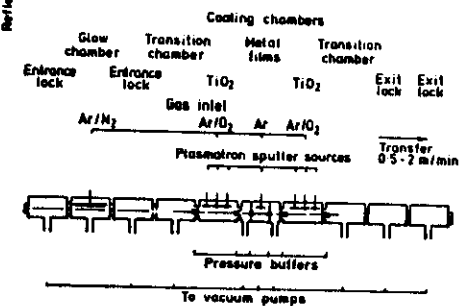 Refle
Coating chambers
Glow chamber
Transition chamber
Metal films
Transition chamber
Entrance lock
Entrance lock
TiO2
TiO2
Exit lock
Exit lock
Gas inlet
Ar/N2
Ar/O2
Ar
Ar/O2
Transfer
0·5-2 m/min
Plasmatron sputter sources
Pressure buffers
To vacuum pumps